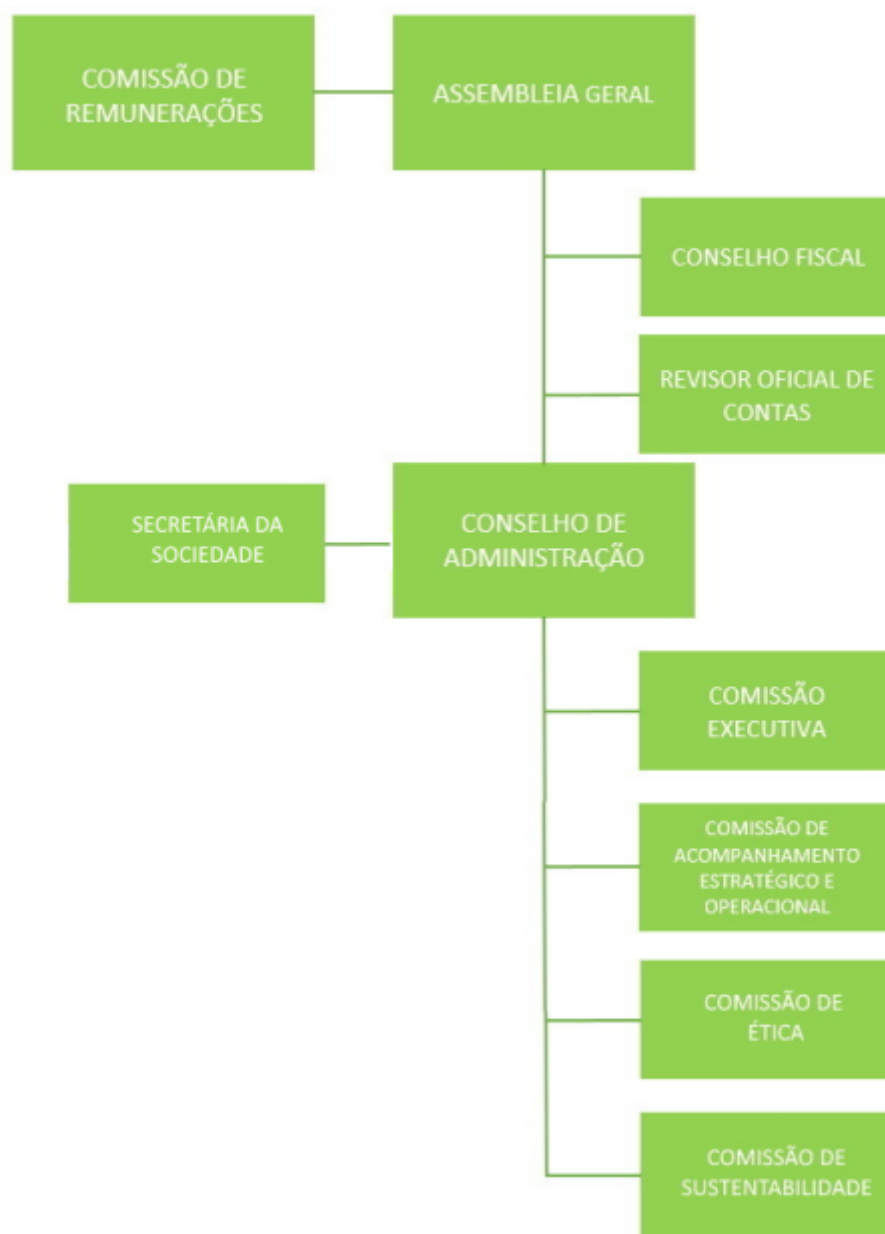 COMISSÃO DE
REMUNERAÇÕES
ASSEMBLEIA GERAL
CONSELHO FISCAL
REVISOR OFICIAL DE
CONTAS
SECRETÁRIA DA
SOCIEDADE
CONSELHO DE
ADMINISTRAÇÃO
COMISSÃO
EXECUTIVA
COMISSÃO DE
ACOMPANHAMENTO
ESTRATÉGICO E
OPERACIONAL
COMISSÃO DE
ÉTICA
COMISSÃO DE
SUSTENTABILIDADE